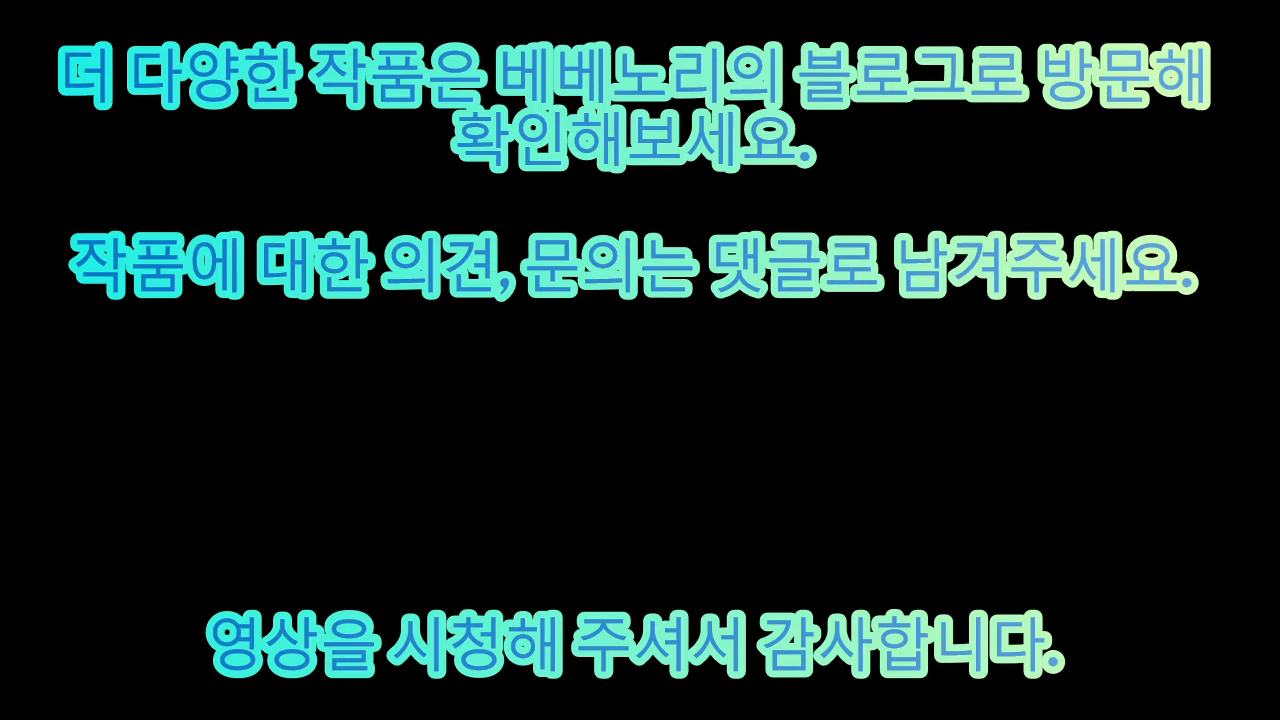 더 다양한 작품은 베베노리의 블로그로 방문해
확인해보세요.
작품에 대한 의견, 문의는 댓글로 남겨주세요.
영상을 시청해 주셔서 감사합니다.